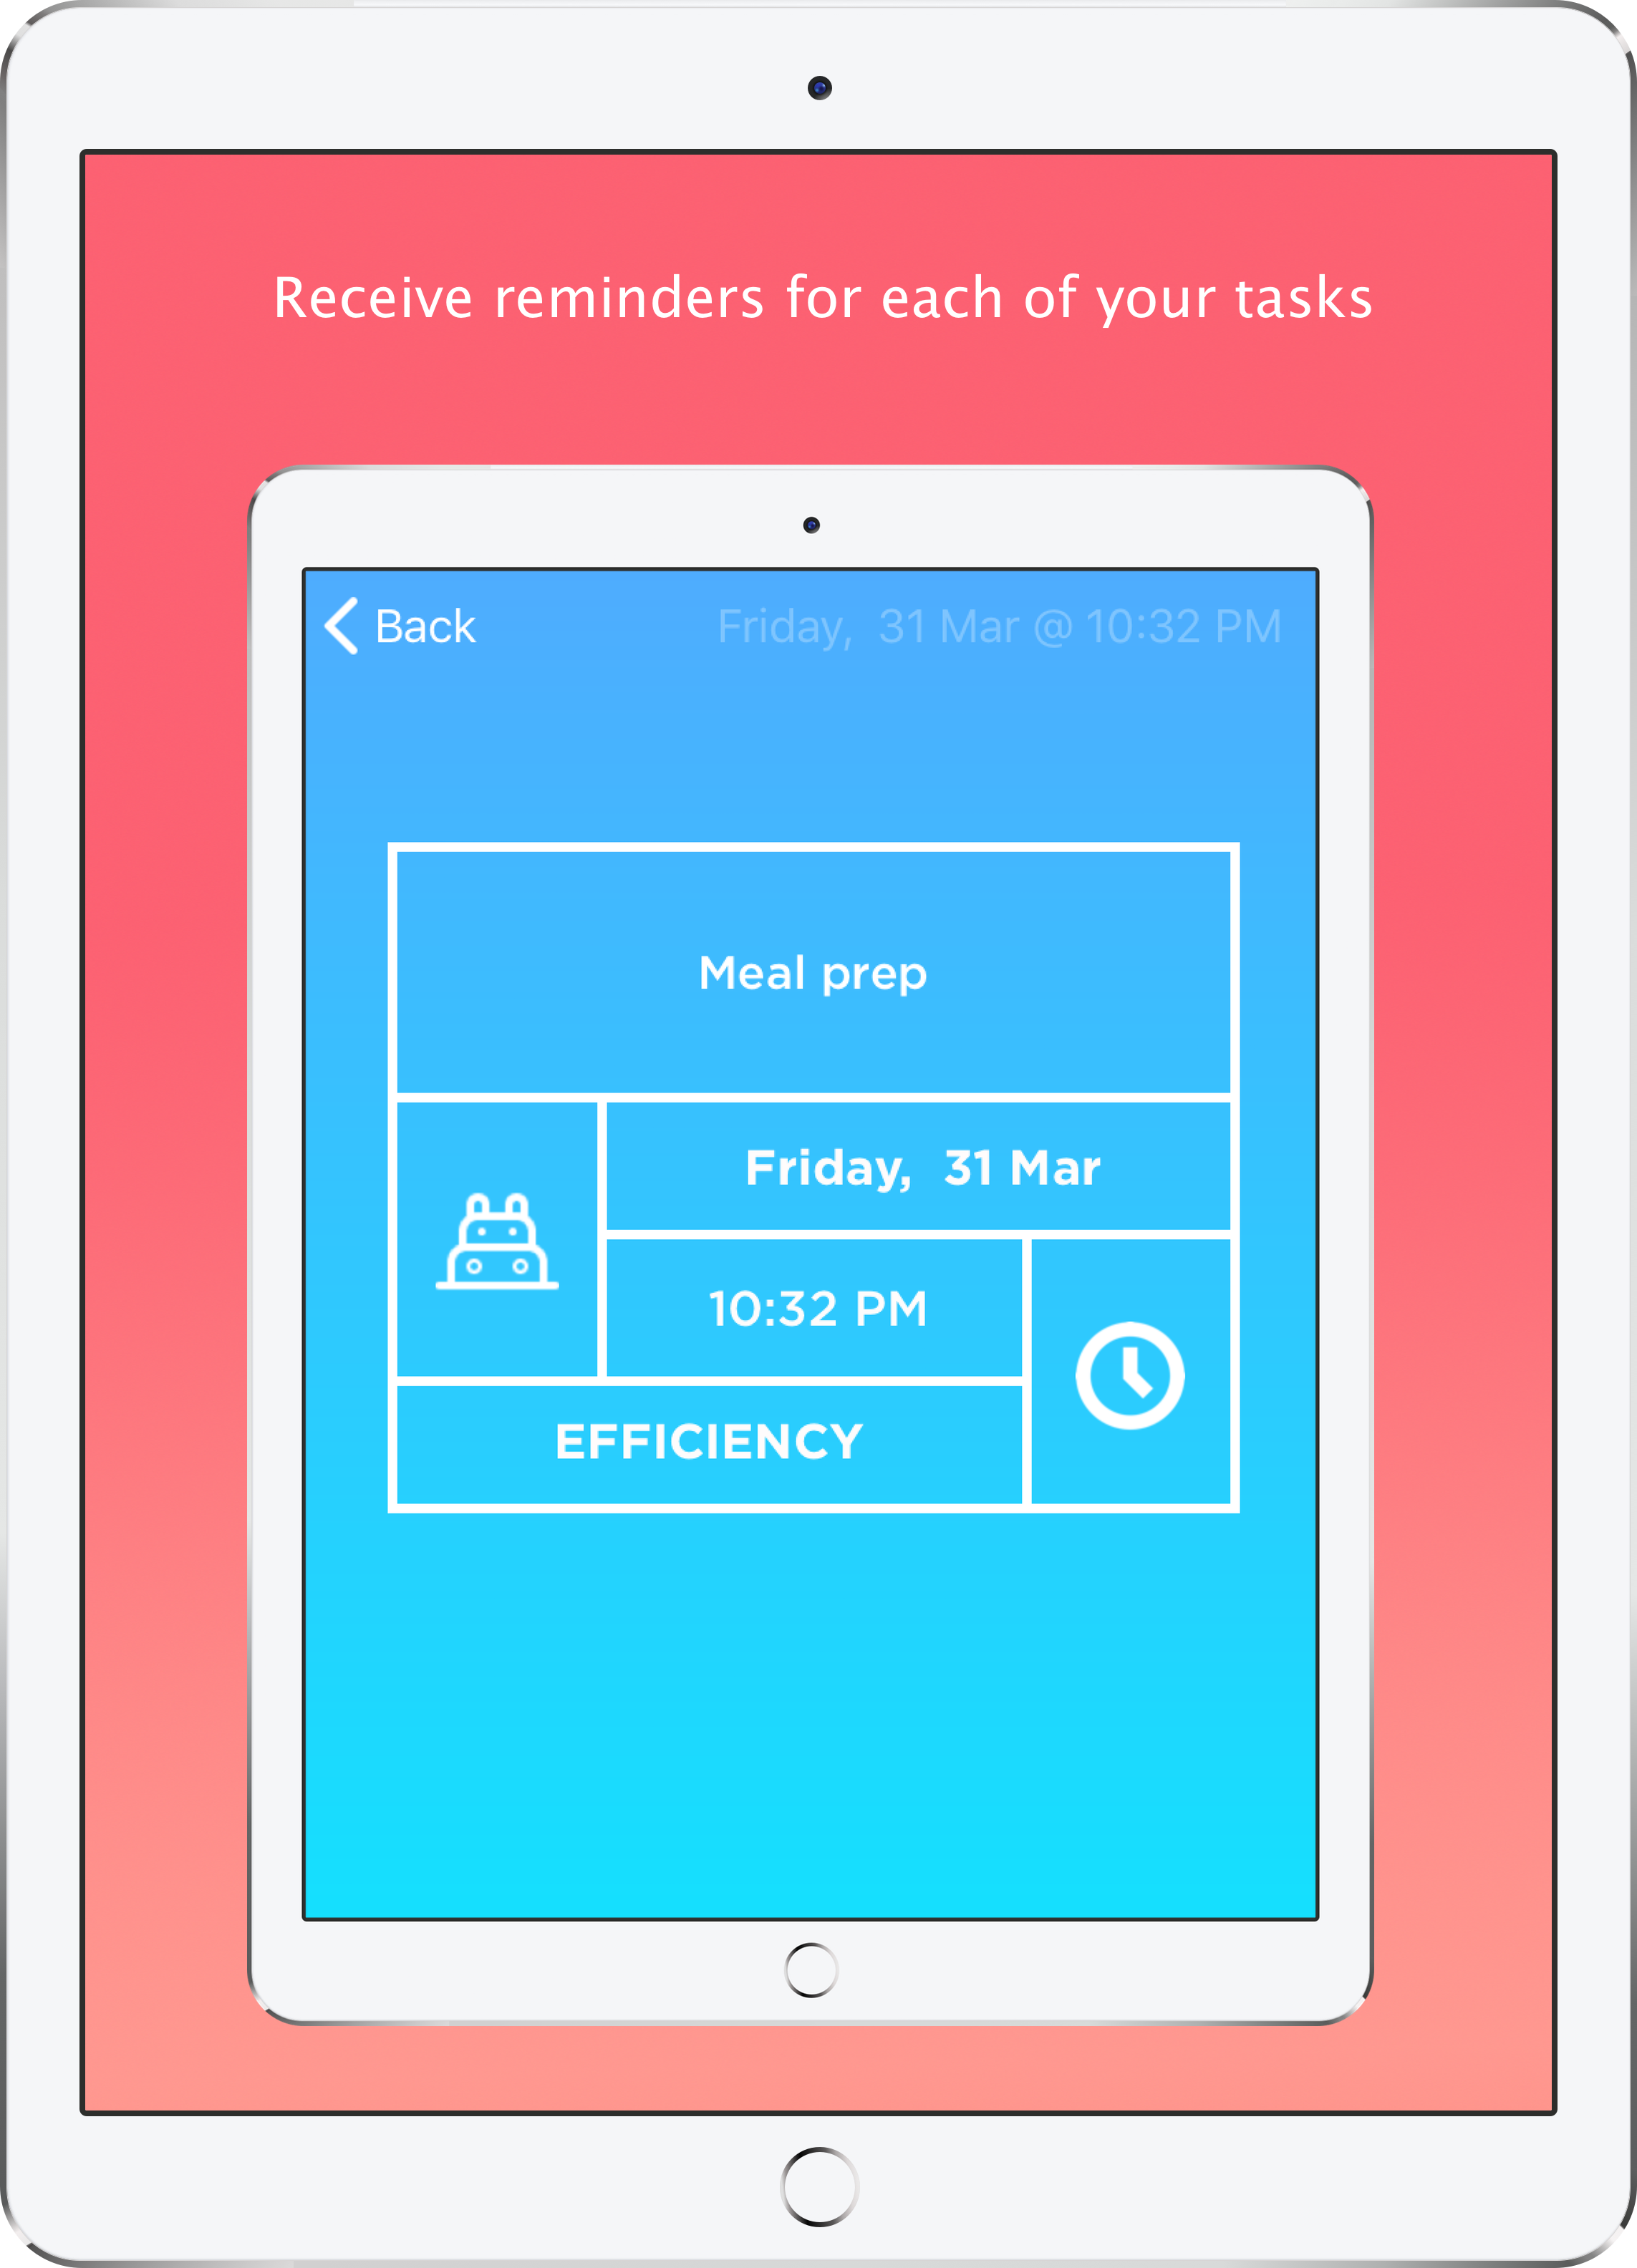 Receive reminders for each of your tasks
Back
Friday,  31 Mar @ 10:32 PM
Meal prep
Friday,  31 Mar
10:32 PM
EFFICIENCY